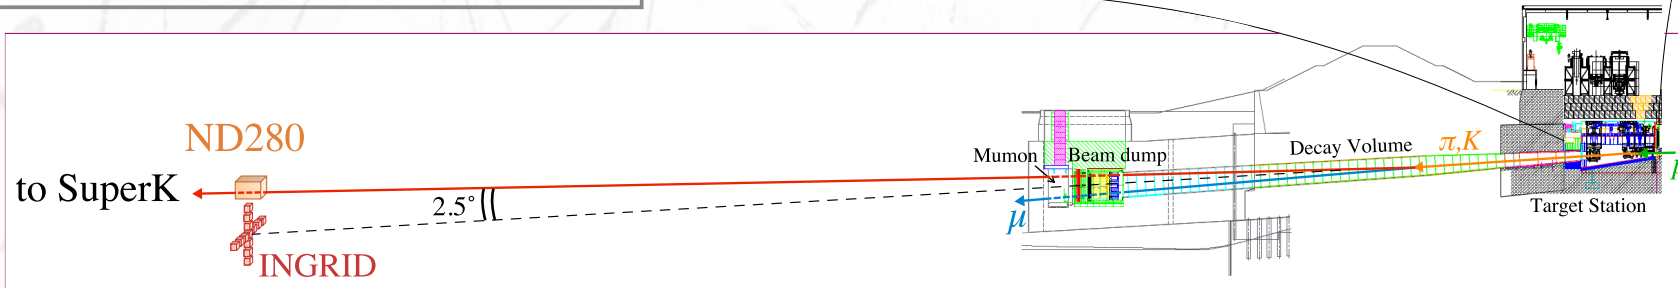 ND280
to SuperK
2.5°
INGRID
Mumon
Beam dump
μ
Decay Volume
π,K
Target Station